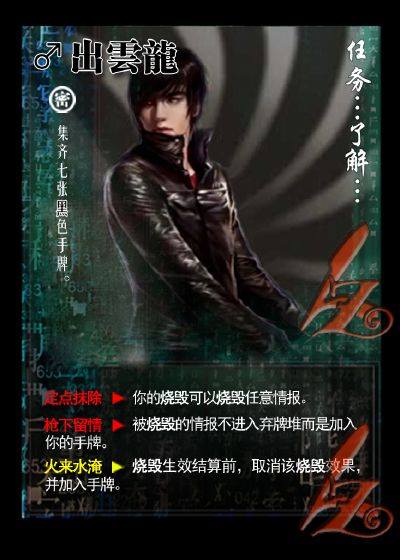 ♂ 出雲龍
密
集齐七张黑色手牌。
任务…了解…
定点抹除 ▶ 你的烧毁可以烧毁任意情报。
枪下留情 ▶ 被烧毁的情报不进入弃牌堆而是加入
你的手牌。
火来水淹 ▶ 烧毁生效结算前，取消该烧毁效果，
并加入手牌。